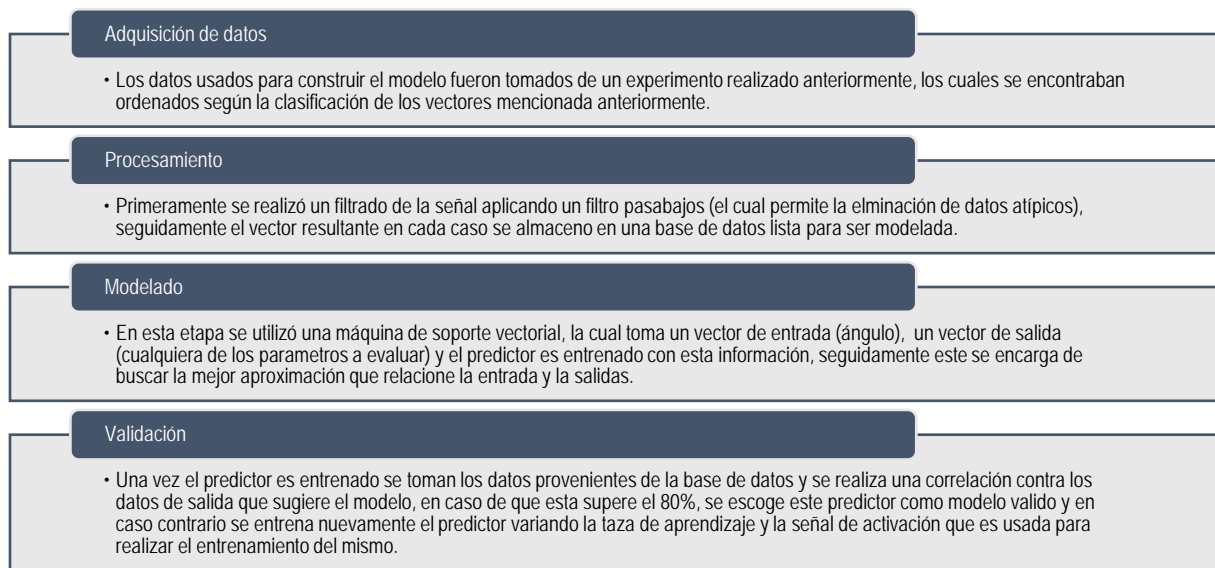 Adquisición de datos
• Los datos usados para construir el modelo fueron tomados de un experimento realizado anteriormente, los cuales se encontraban
ordenados según la clasificación de los vectores mencionada anteriormente.
Procesamiento
• Primeramente se realizó un filtrado de la señal aplicando un filtro pasabajos (el cual permite la elminación de datos atípicos),
seguidamente el vector resultante en cada caso se almaceno en una base de datos lista para ser modelada.
Modelado
• En esta etapa se utilizó una máquina de soporte vectorial, la cual toma un vector de entrada (ángulo), un vector de salida
(cualquiera de los parametros a evaluar) y el predictor es entrenado con esta información, seguidamente este se encarga de
buscar la mejor aproximación que relacione la entrada y la salidas.
Validación
• Una vez el predictor es entrenado se toman los datos provenientes de la base de datos y se realiza una correlación contra los
datos de salida que sugiere el modelo, en caso de que esta supere el 80%, se escoge este predictor como modelo valido y en
caso contrario se entrena nuevamente el predictor variando la taza de aprendizaje y la señal de activación que es usada para
realizar el entrenamiento del mismo.